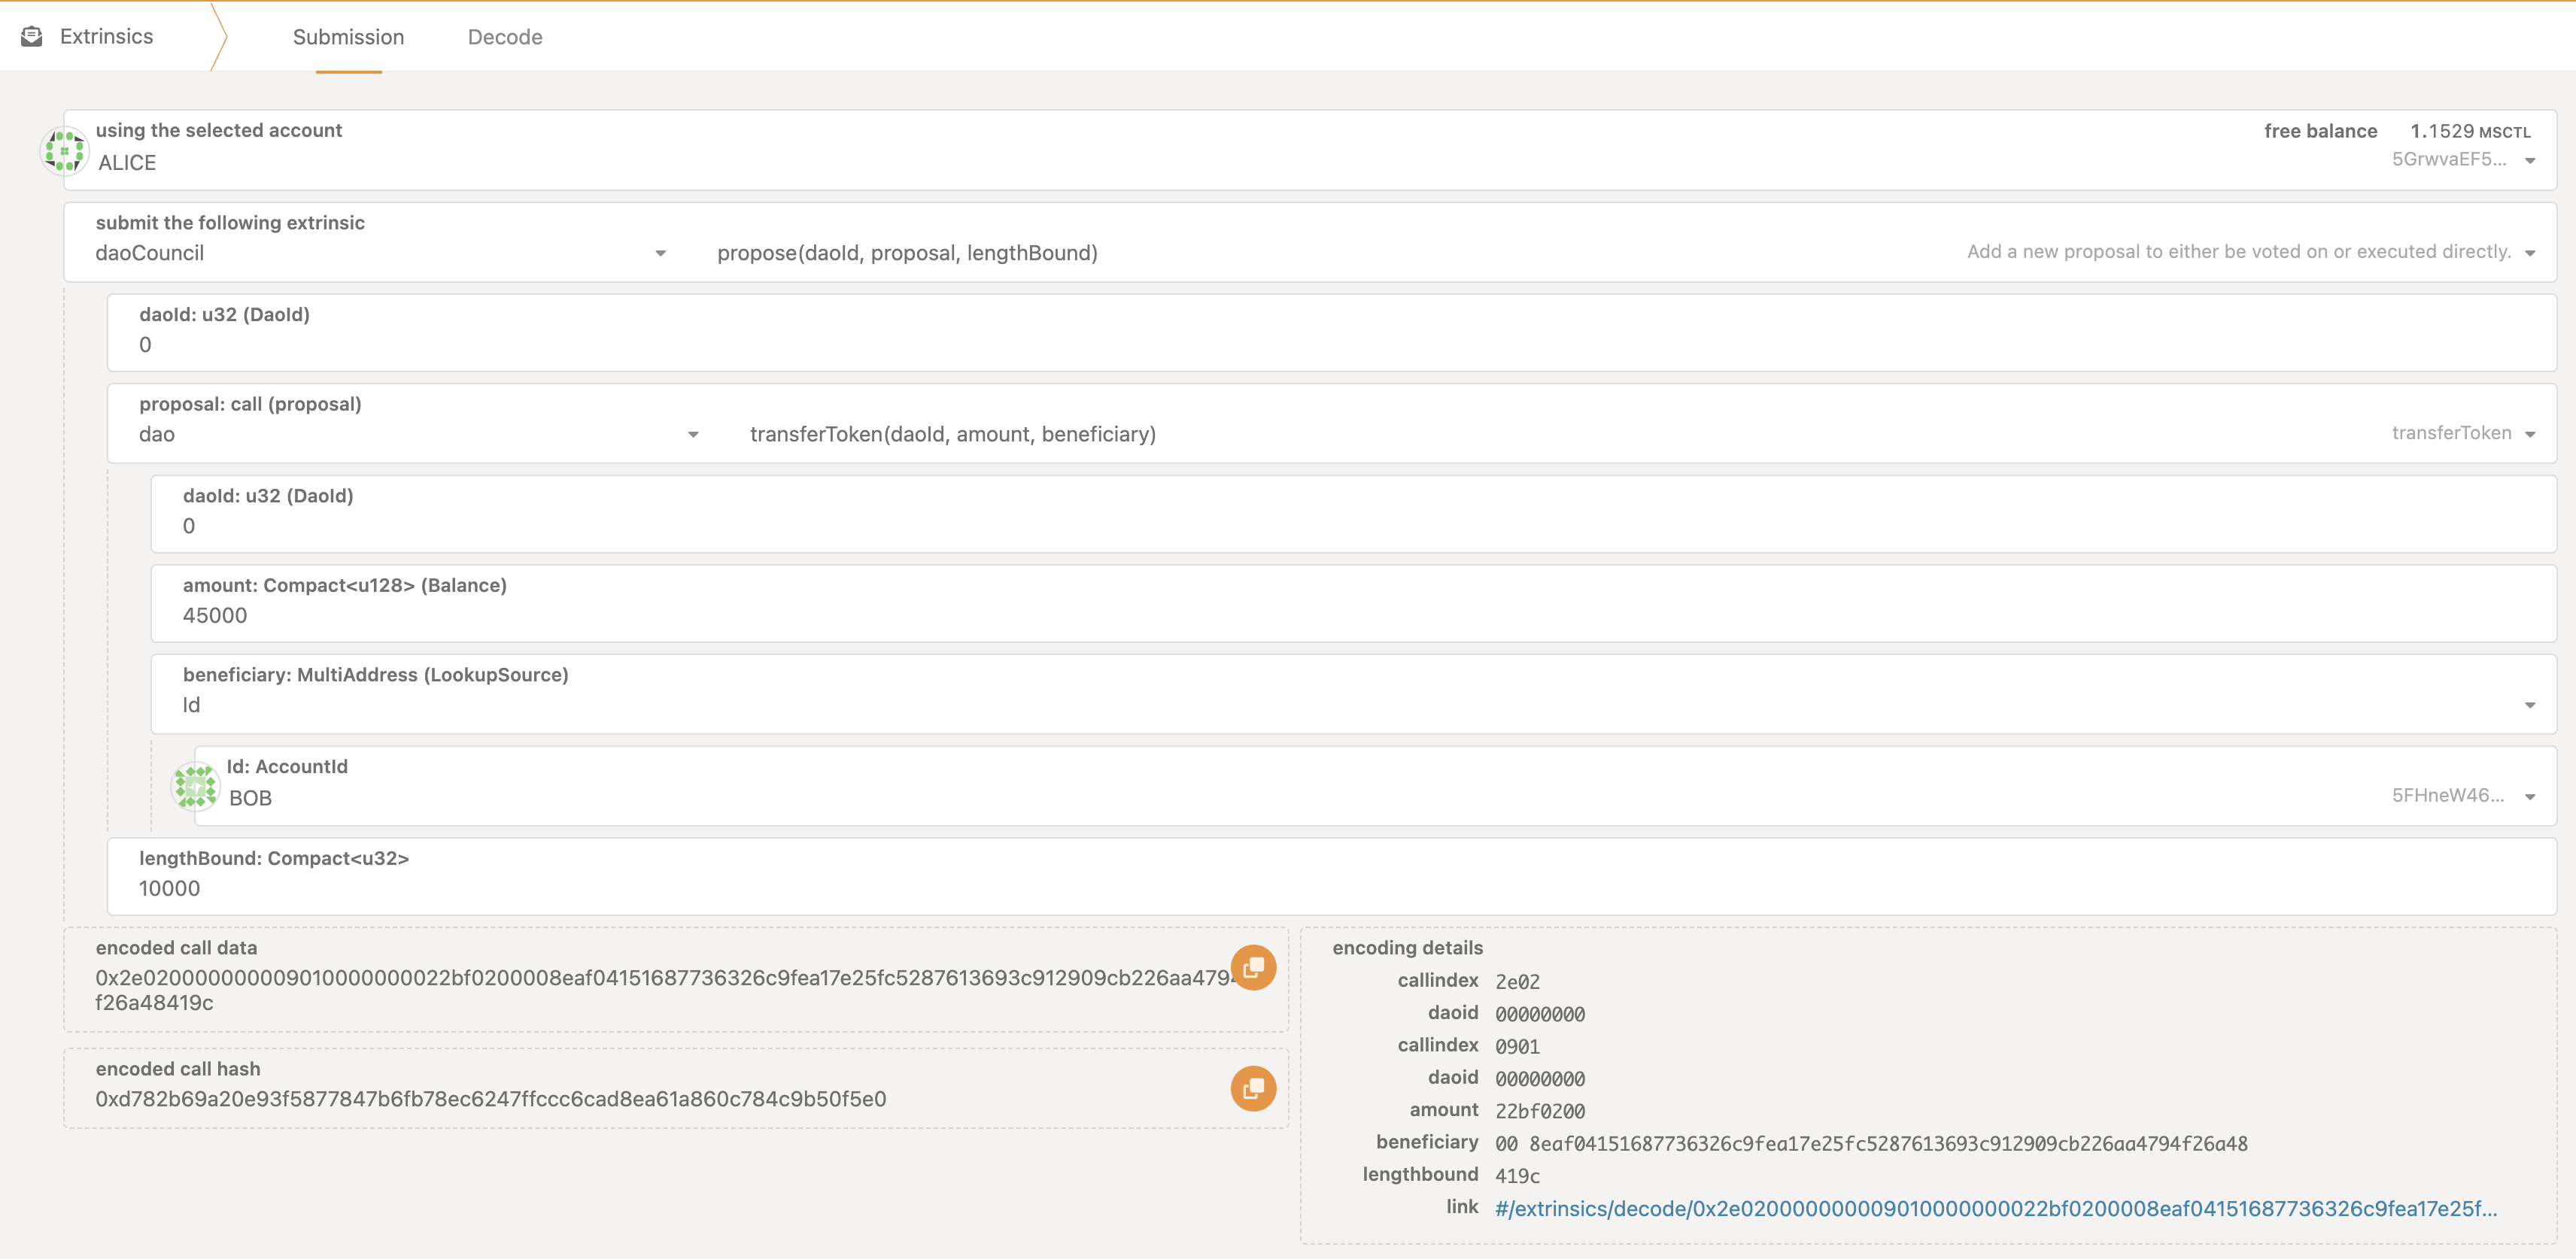 Extrinsics
Submission
Decode
using the selected account
ALICE
free balance 1.1529 MSCTL
5GrwvaEF5...
submit the following extrinsic
daoCouncil
propose(daoId, proposal, lengthBound)
Add a new proposal to either be voted on or executed directly.
daoId: u32 (DaoId)
0
proposal: call (proposal)
dao
transferToken(daoId, amount, beneficiary)
transferToken
daoId: u32 (DaoId)
0
amount: Compact<u128> (Balance)
45000
beneficiary: MultiAddress (LookupSource)
Id
Id: AccountId
BOB
5FHneW46...
lengthBound: Compact<u32>
10000
encoded call data
0x2e020000000009010000000022bf0200008eaf04151687736326c9fea17e25fc5287613693c912909cb226aa4794
f26a48419c
encoded call hash
0xd782b69a20e93f5877847b6fb78ec6247ffccc6cad8ea61a860c784c9b50f5e0
encoding details
callindex 2e02
daoid 00000000
callindex 0901
daoid 00000000
amount 22bf0200
beneficiary 00 8eaf04151687736326c9fea17e25fc5287613693c912909cb226aa4794f26a48
lengthbound 419c
link #/extrinsics/decode/0x2e020000000009010000000022bf0200008eaf04151687736326c9fea17e25f...